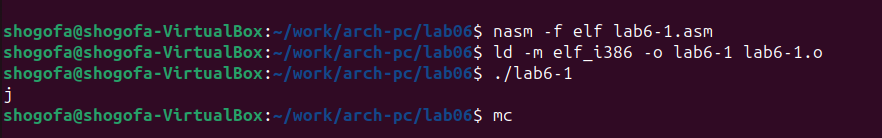 shogofa@shogofa-VirtualBox:~/work/arch-pc/lab06$ nasm -f elf lab6-1.asm
shogofa@shogofa-VirtualBox:~/work/arch-pc/lab06$ ld -m elf_i386 -o lab6-1 lab6-1.o
shogofa@shogofa-VirtualBox:~/work/arch-pc/lab06$ ./lab6-1
j
shogofa@shogofa-VirtualBox:~/work/arch-pc/lab06$ mc